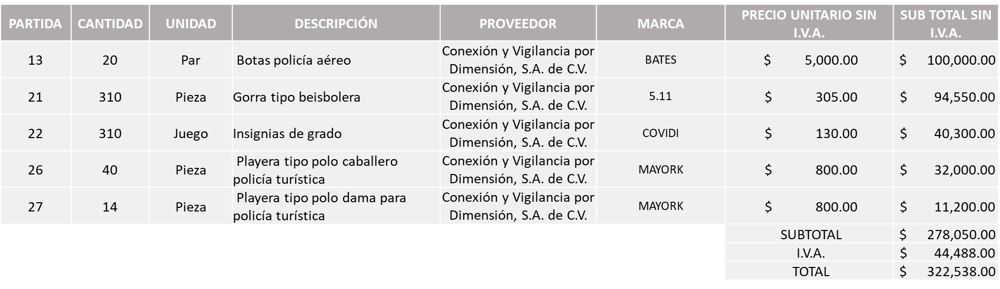 PARTIDA CANTIDAD UNIDAD DESCRIPCIÓN PROVEEDOR MARCA PRECIO UNITARIO SIN I.V.A. SUB TOTAL SIN I.V.A.
13 20 Par Botas policía aéreo Conexión y Vigilancia por Dimensión, S.A. de C.V. BATES $ 5,000.00 $ 100,000.00
21 310 Pieza Gorra tipo beisbolera Conexión y Vigilancia por Dimensión, S.A. de C.V. 5.11 $ 305.00 $ 94,550.00
22 310 Juego Insignias de grado Conexión y Vigilancia por Dimensión, S.A. de C.V. COVIDI $ 130.00 $ 40,300.00
26 40 Pieza Playera tipo polo caballero policía turística Conexión y Vigilancia por Dimensión, S.A. de C.V. MAYORK $ 800.00 $ 32,000.00
27 14 Pieza Playera tipo polo dama para policía turística Conexión y Vigilancia por Dimensión, S.A. de C.V. MAYORK $ 800.00 $ 11,200.00
SUBTOTAL $ 278,050.00
I.V.A. $ 44,488.00
TOTAL $ 322,538.00